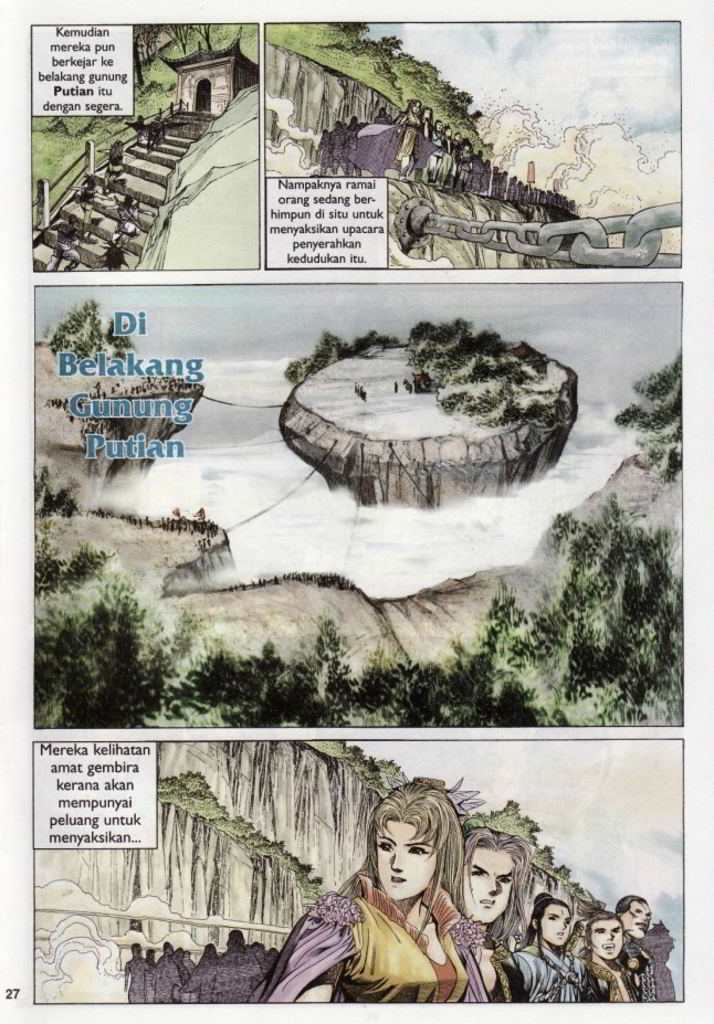 Kemudian
mereka pun
berkejar ke
belakang gunung
Putian itu
dengan segera.
Nampaknya ramai
orang sedang ber-
himpun di situ untuk
menyaksikan upacara
penyerahkan
kedudukan itu.
Di
Belakang
Gunung
Putian
Mereka kelihatan
amat gembira
kerana akan
mempunyai
peluang untuk
menyaksikan...
27